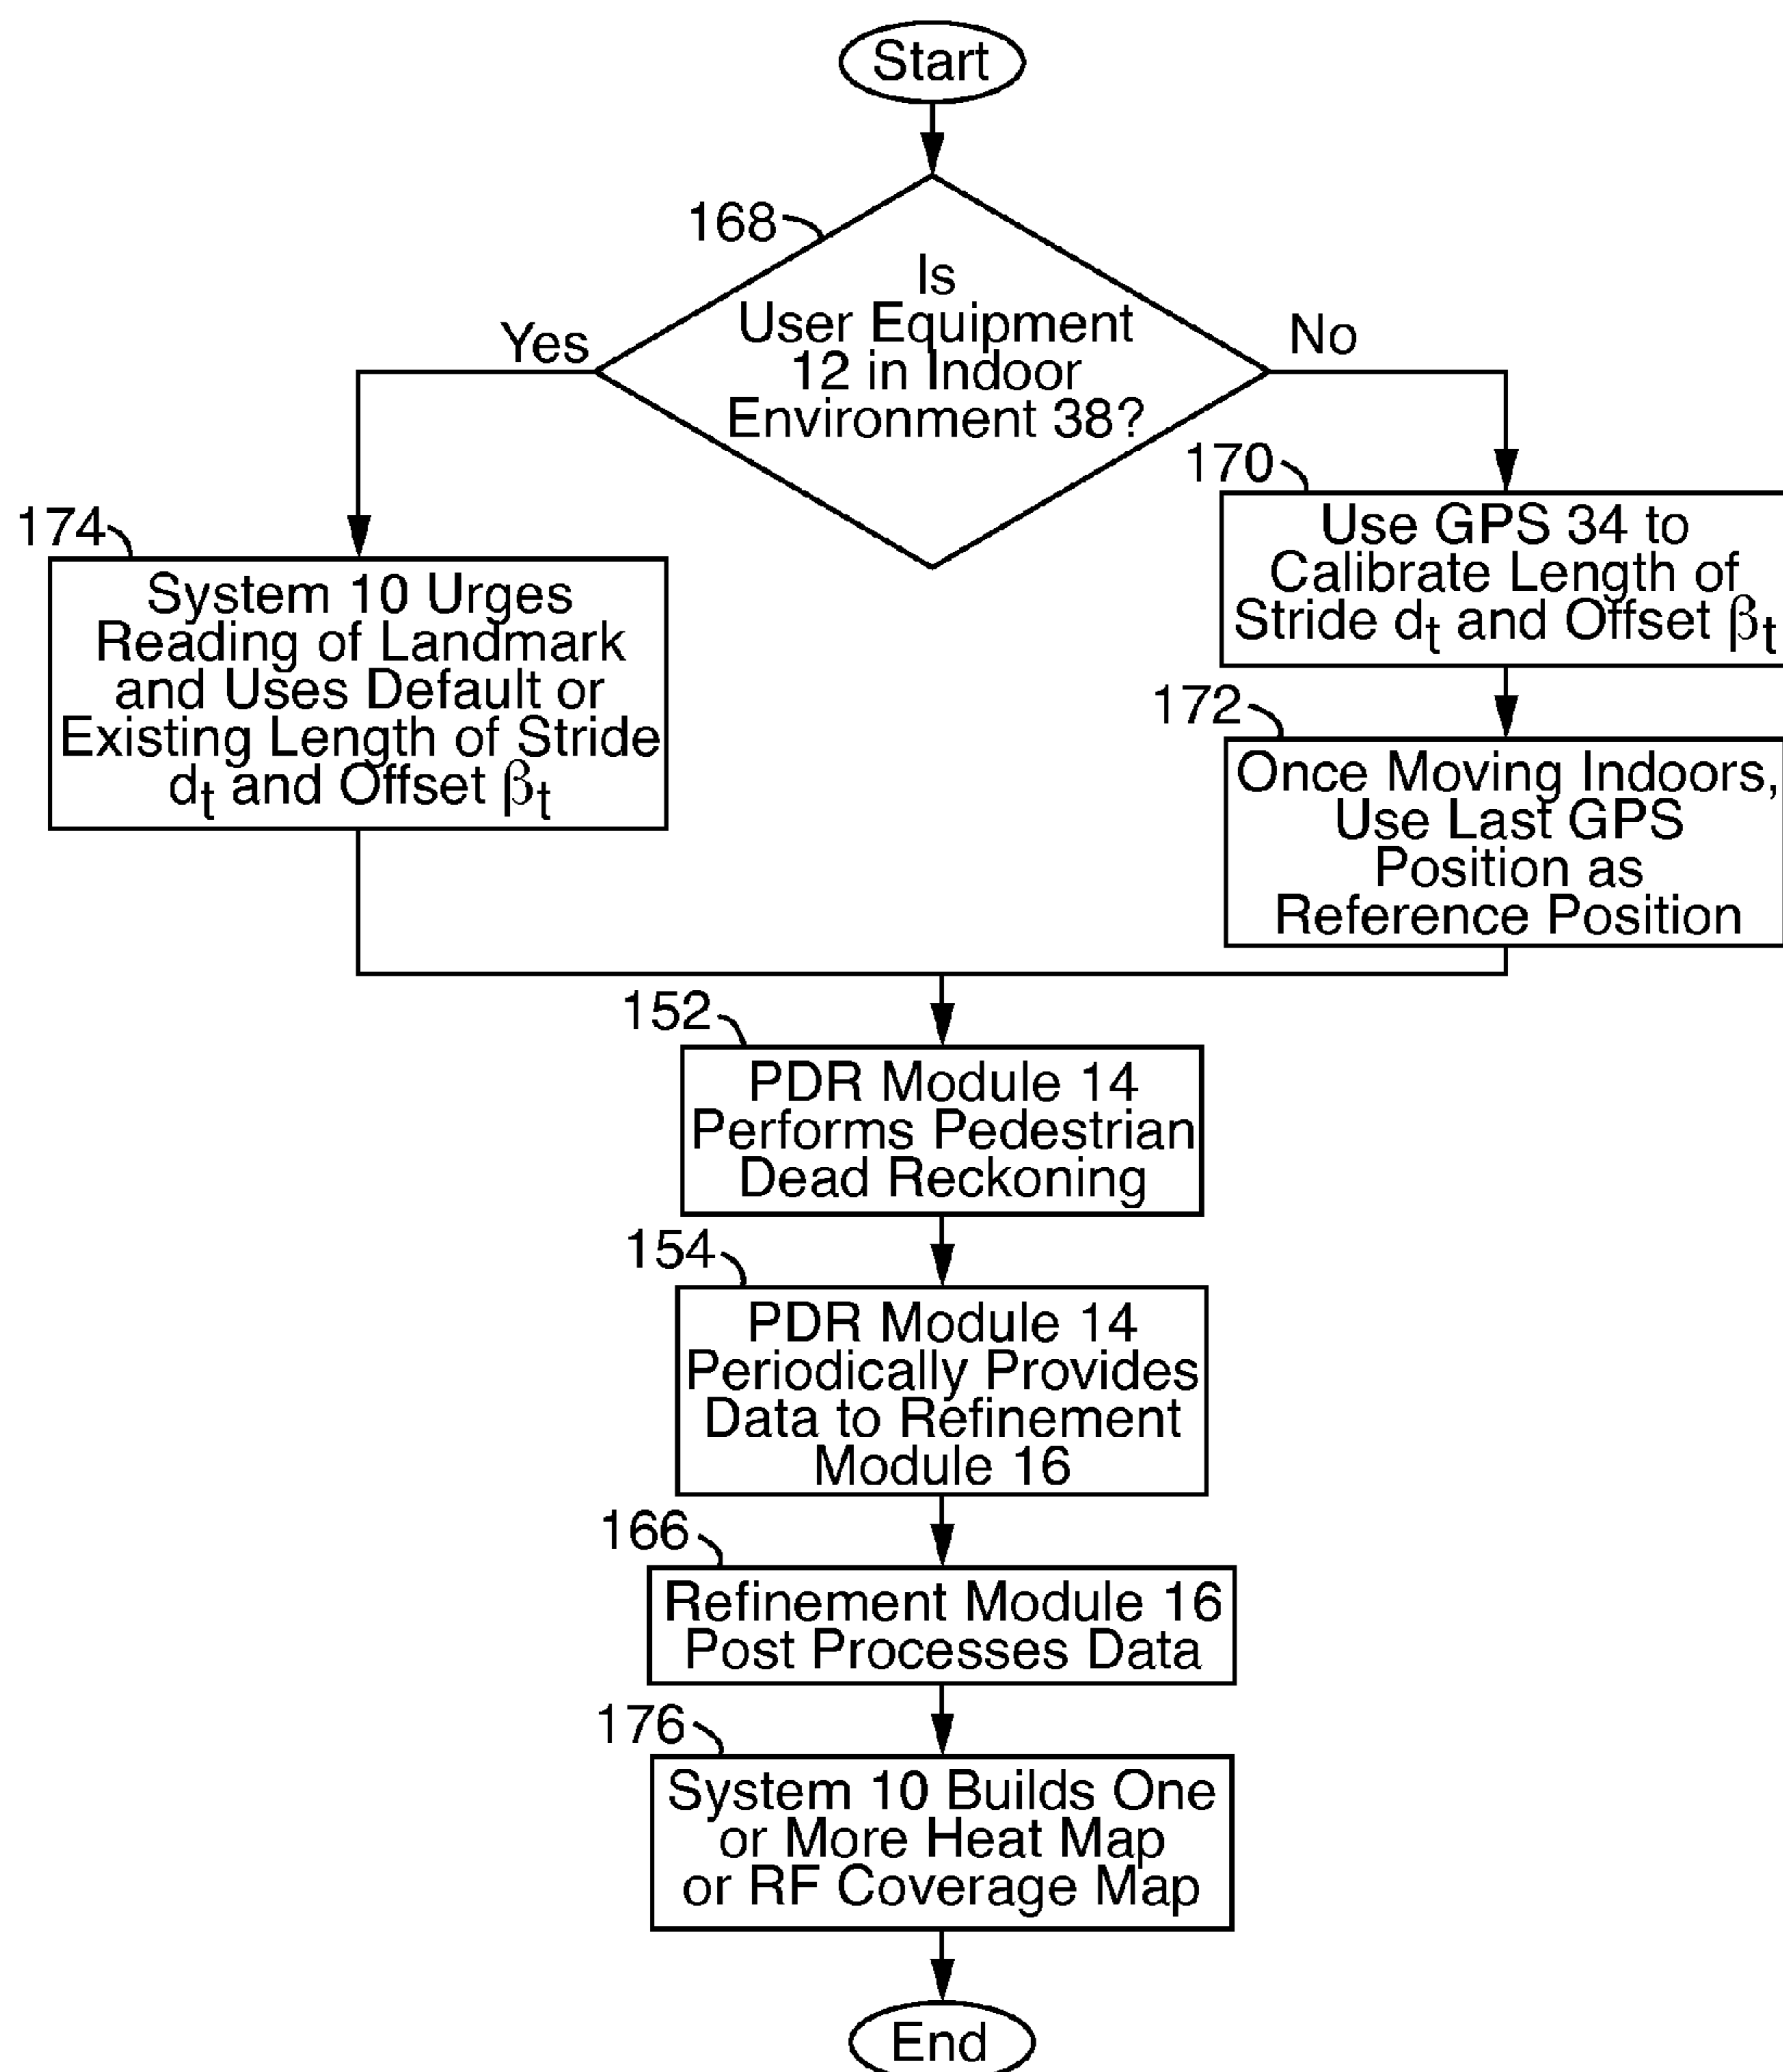 Start
168
Is
User Equipment
12 in Indoor
Environment 38?
Yes
No
174
System 10 Urges
Reading of Landmark
and Uses Default or
Existing Length of Stride
dt and Offset βt
170
Use GPS 34 to
Calibrate Length of
Stride dt and Offset βt
172
Once Moving Indoors,
Use Last GPS
Position as
Reference Position
152
PDR Module 14
Performs Pedestrian
Dead Reckoning
154
PDR Module 14
Periodically Provides
Data to Refinement
Module 16
166
Refinement Module 16
Post Processes Data
176
System 10 Builds One
or More Heat Map
or RF Coverage Map
End